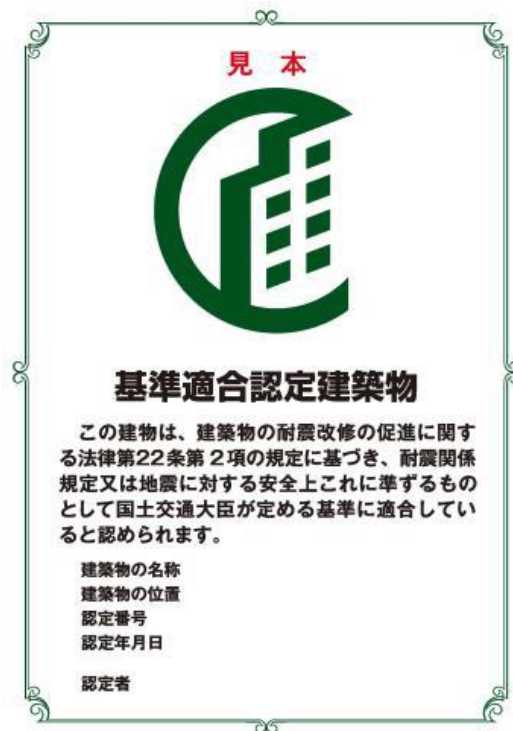 見 本
基準適合認定建築物
この建物は、建築物の耐震改修の促進に関す
る法律第22条第2項の規定に基づき、耐震関係
規定又は地震に対する安全上これに準ずるもの
として国土交通大臣が定める基準に適合してい
ると認められます。
建築物の名称
建築物の位置
認定番号
認定年月日
認定者